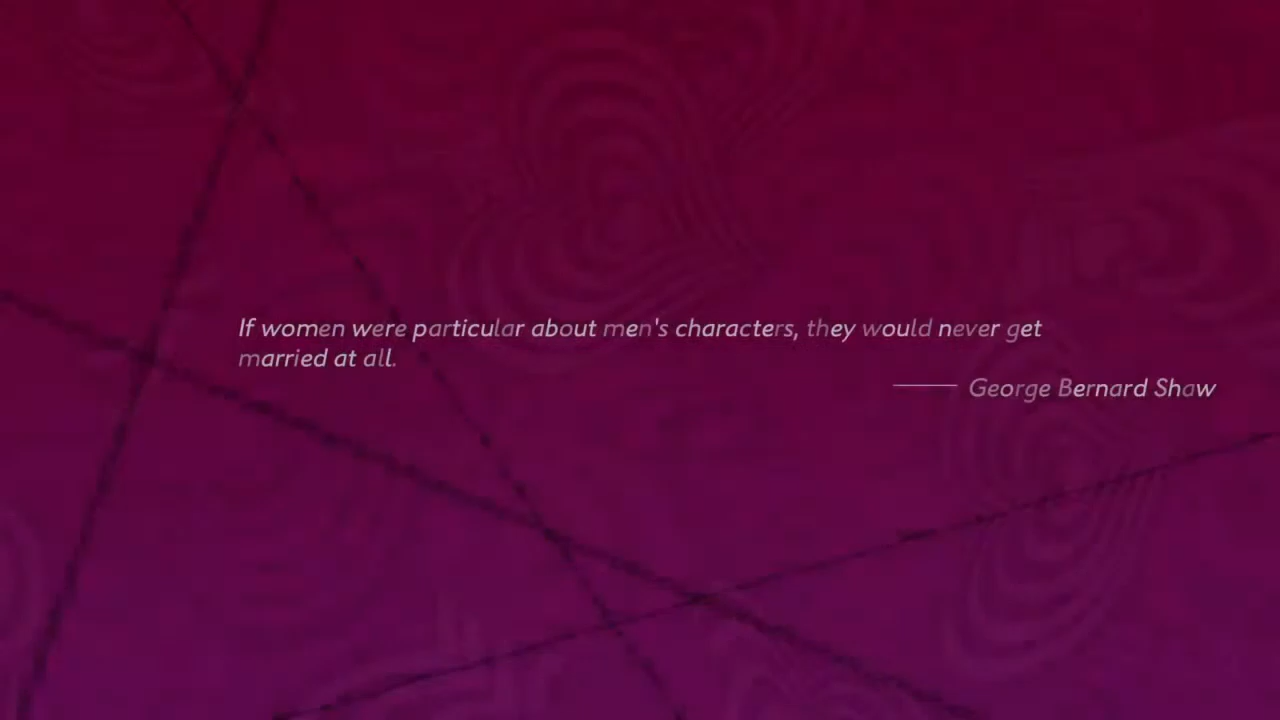 If women were particular about men's characters, they would never get
married at all.
—— George Bernard Shaw